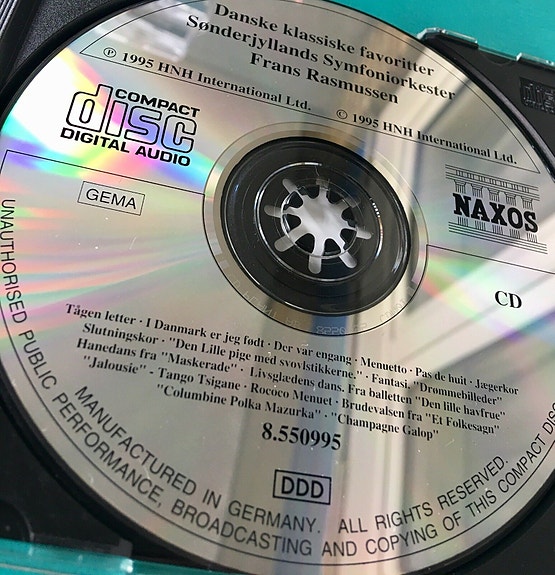 Danske klassiske favoritter
Sønderjyllands Symfoniorkester
Frans Rasmussen
℗ 1995 HNH International Ltd. © 1995 HNH International Ltd.
COMPACT
disc
DIGITAL AUDIO
GEMA
NAXOS
CD
Tågen letter · I Danmark er jeg født · Der var engang · Menuetto · Pas de huit · Jægerkor
Slutningskor · "Den Lille pige med svovlstikkerne." · Fantasi, "Drømmebilleder"
Hanedans fra "Maskerade" · Livsglædens dans. Fra balletten "Den lille havfrue"
"Jalousie" - Tango Tsigane · Rococo Menuet · Brudevalsen fra "Et Folkesagn"
"Columbine Polka Mazurka" · "Champagne Galop"
8.550995
DDD
MANUFACTURED IN GERMANY. ALL RIGHTS RESERVED.
UNAUTHORISED PUBLIC PERFORMANCE, BROADCASTING AND COPYING OF THIS COMPACT DISC